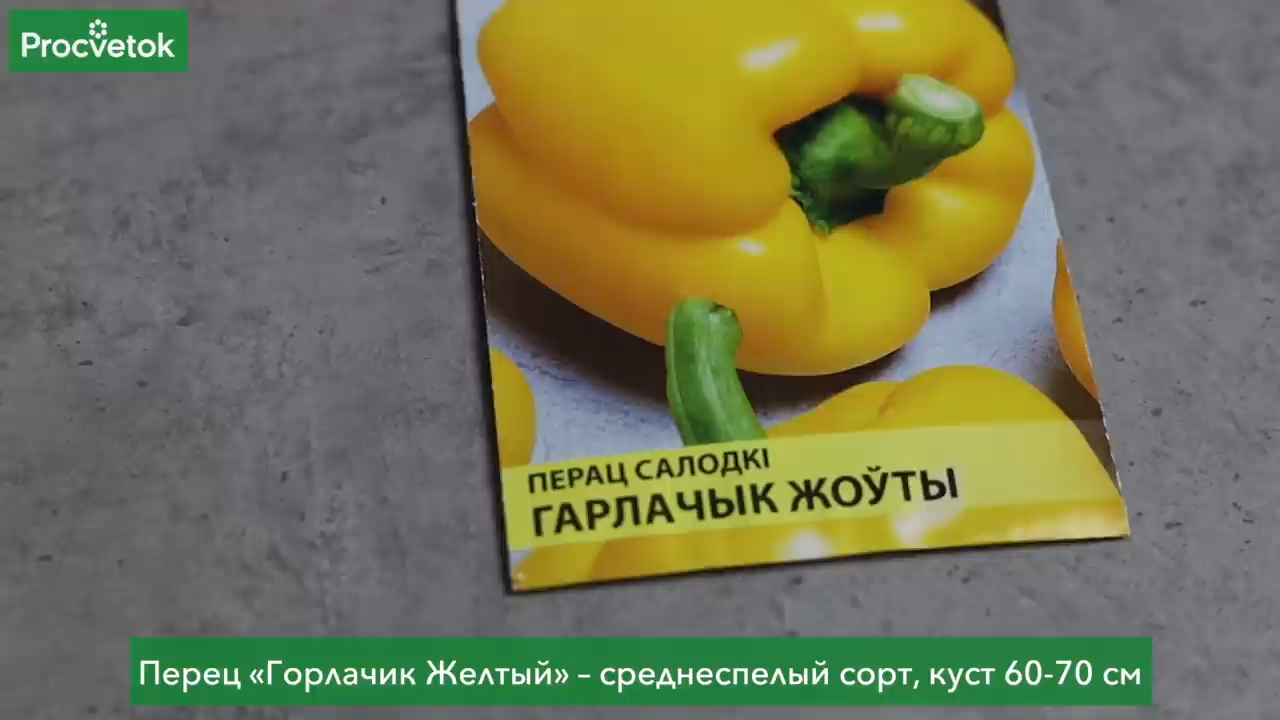 Procvetok
ПЕРАЦ САЛОДКІ
ГАРЛАЧЫК ЖОЎТЫ
Перец «Горлачик Желтый» – среднеспелый сорт, куст 60-70 см